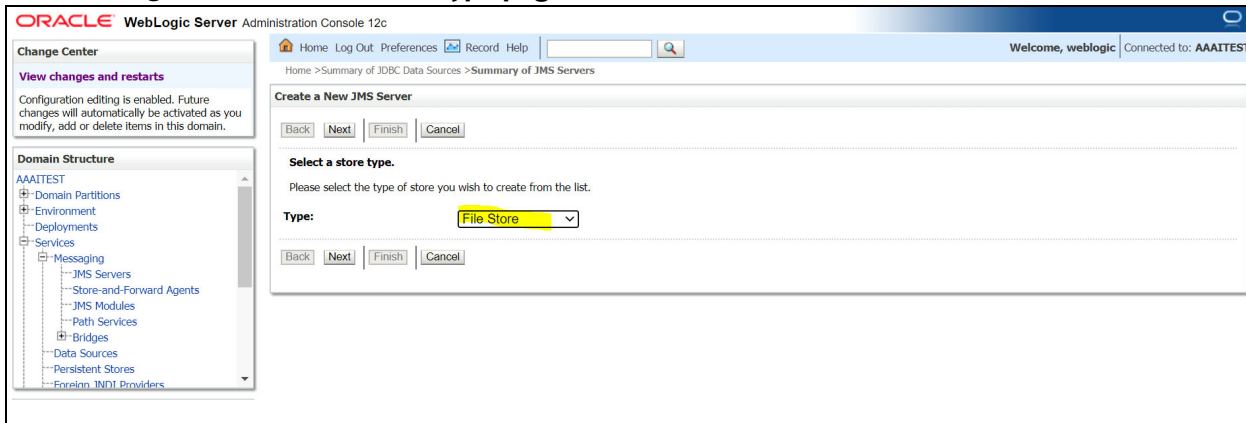 ORACLE WebLogic Server Administration Console 12c
Change Center
View changes and restarts
Configuration editing is enabled. Future
changes will automatically be activated as you
modify, add or delete items in this domain.
Domain Structure
AAAITEST
Domain Partitions
Environment
Deployments
Services
Messaging
JMS Servers
Store-and-Forward Agents
JMS Modules
Path Services
Bridges
Data Sources
Persistent Stores
Foreign JNDI Providers
Home Log Out Preferences Record Help
Welcome, weblogic Connected to: AAAITEST
Home >Summary of JDBC Data Sources >Summary of JMS Servers
Create a New JMS Server
Back Next Finish Cancel
Select a store type.
Please select the type of store you wish to create from the list.
Type: File Store
Back Next Finish Cancel